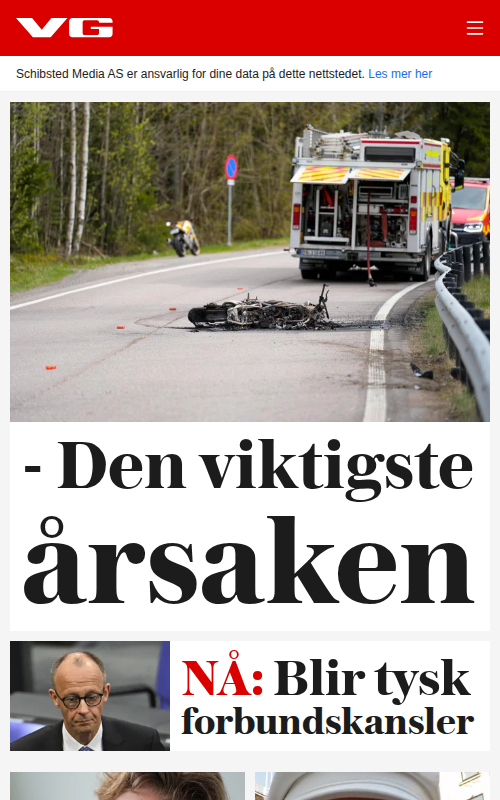 VG
Schibsted Media AS er ansvarlig for dine data på dette nettstedet. Les mer her
- Den viktigste
årsaken
NÅ: Blir tysk
forbundskansler